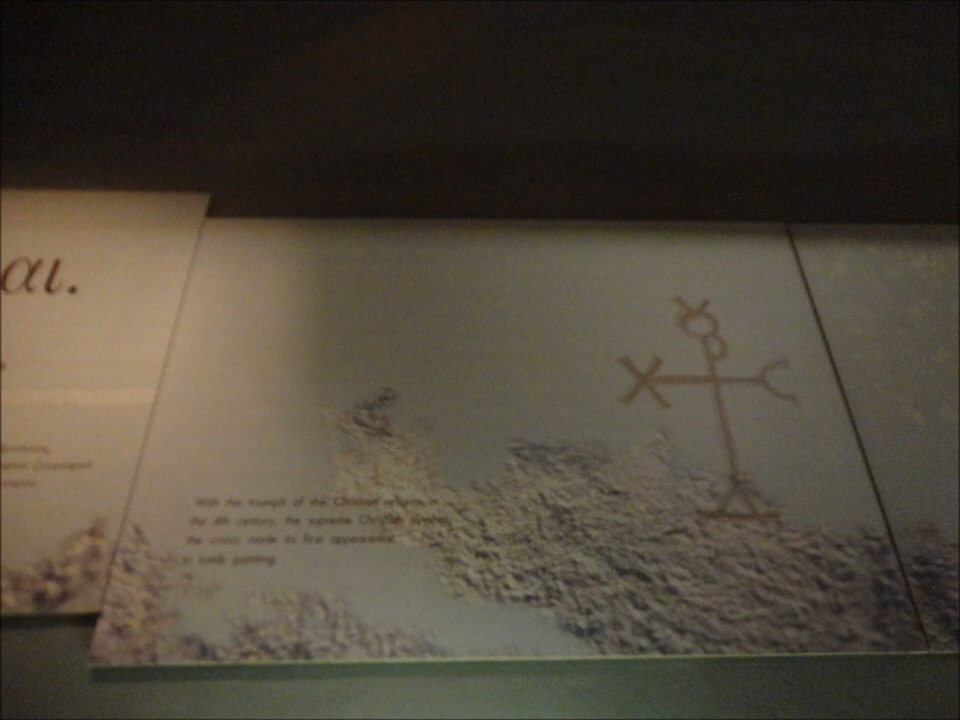 αι.
With the triumph of the Christian religion in
the 4th century, the supreme Christian symbol,
the cross, made its first appearance
in tomb painting.